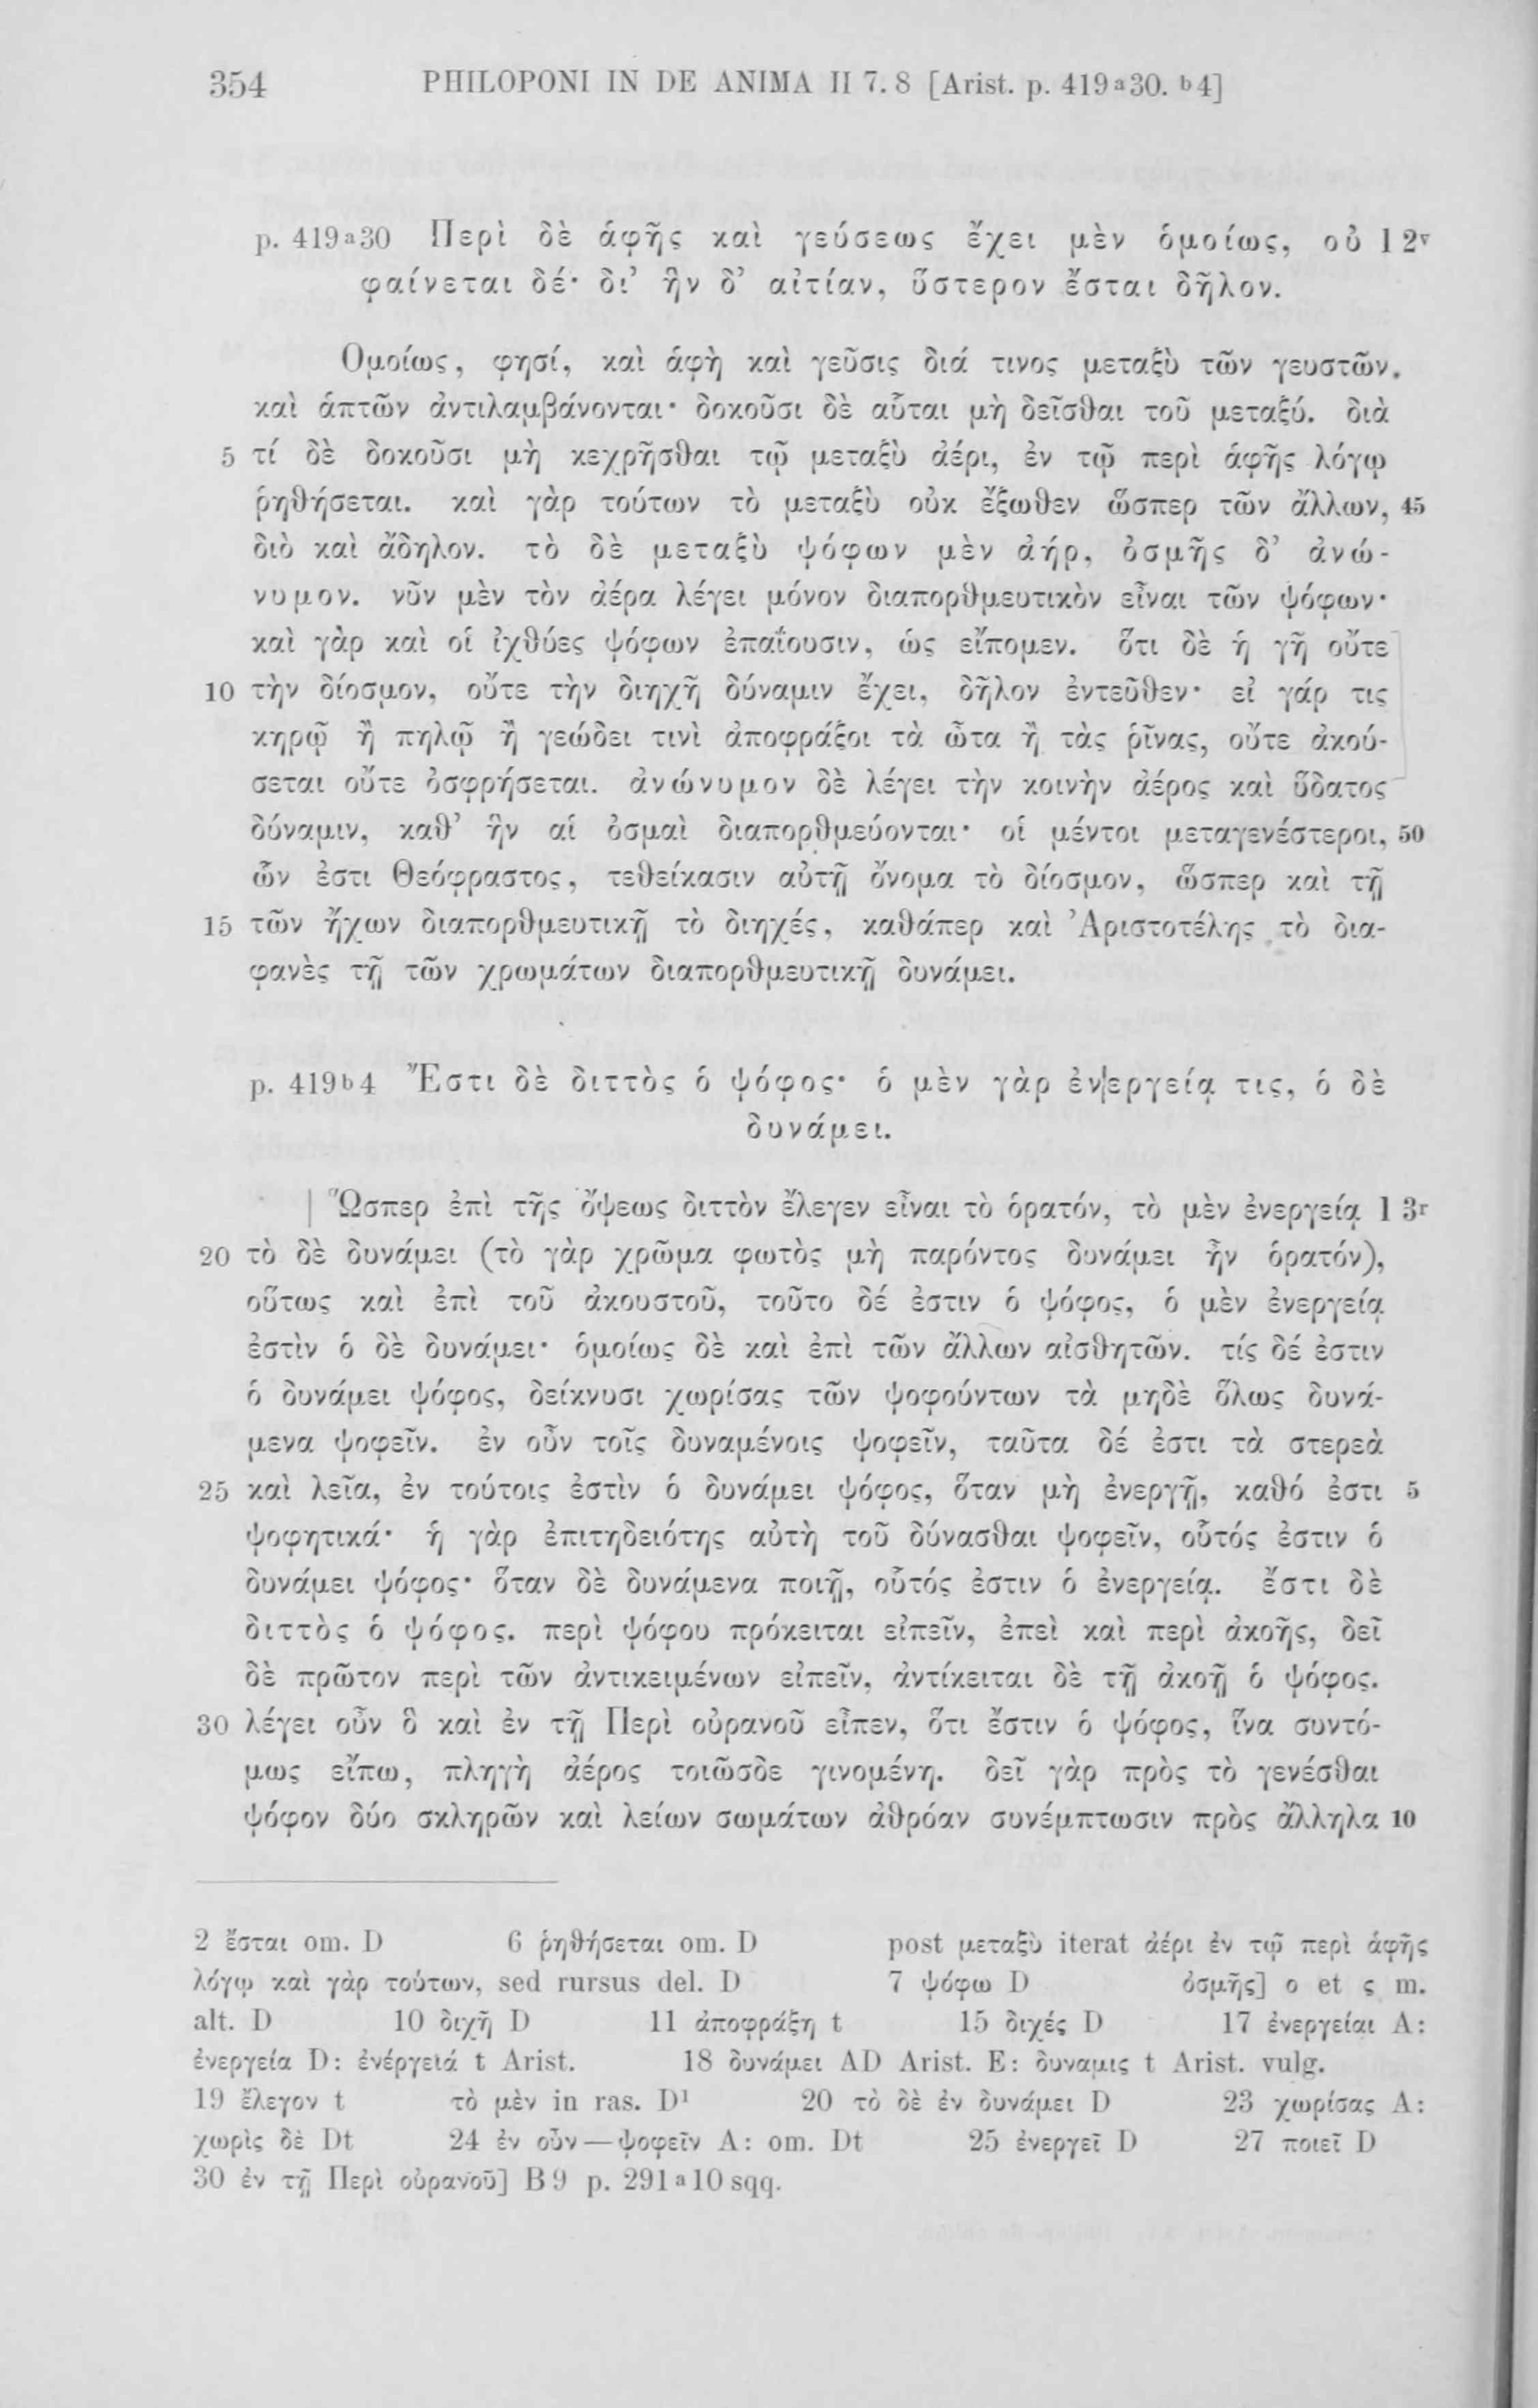 354 PHILOPONI IN DE ANIMA II 7. 8 [Arist. p. 419a30. b4]
p. 419a30 Περὶ δὲ ἁφῆς καὶ γεύσεως ἔχει μὲν ὁμοίως, οὐ l 2v
φαίνεται δέ· δι’ ἣν δ’ αἰτίαν, ὕστερον ἔσται δῆλον.
Ὁμοίως, φησί, καὶ ἁφὴ καὶ γεῦσις διά τινος μεταξὺ τῶν γευστῶν.
καὶ ἁπτῶν ἀντιλαμβάνονται· δοκοῦσι δὲ αὗται μὴ δεῖσθαι τοῦ μεταξύ. διὰ
5 τί δὲ δοκοῦσι μὴ κεχρῆσθαι τῷ μεταξὺ ἀέρι, ἐν τῷ περὶ ἁφῆς λόγῳ
ῥηθήσεται. καὶ γὰρ τούτων τὸ μεταξὺ οὐκ ἔξωθεν ὥσπερ τῶν ἄλλων, 45
διὸ καὶ ἄδηλον. τὸ δὲ μεταξὺ ψόφων μὲν ἀήρ, ὀσμῆς δ’ ἀνώ-
νυμον. νῦν μὲν τὸν ἀέρα λέγει μόνον διαπορθμευτικὸν εἶναι τῶν ψόφων·
καὶ γὰρ καὶ οἱ ἰχθύες ψόφων ἐπαΐουσιν, ὡς εἴπομεν. ὅτι δὲ ἡ γῆ οὔτε
10 τὴν δίοσμον, οὔτε τὴν διηχῆ δύναμιν ἔχει, δῆλον ἐντεῦθεν· εἰ γάρ τις
κηρῷ ἢ πηλῷ ἢ γεώδει τινὶ ἀποφράξοι τὰ ὦτα ἢ τὰς ῥῖνας, οὔτε ἀκού-
σεται οὔτε ὀσφρήσεται. ἀνώνυμον δὲ λέγει τὴν κοινὴν ἀέρος καὶ ὕδατος
δύναμιν, καθ’ ἣν αἱ ὀσμαὶ διαπορθμεύονται· οἱ μέντοι μεταγενέστεροι, 50
ὧν ἐστι Θεόφραστος, τεθείκασιν αὐτῇ ὄνομα τὸ δίοσμον, ὥσπερ καὶ τῇ
15 τῶν ἤχων διαπορθμευτικῇ τὸ διηχές, καθάπερ καὶ Ἀριστοτέλης τὸ δια-
φανὲς τῇ τῶν χρωμάτων διαπορθμευτικῇ δυνάμει.
p. 419b4 Ἔστι δὲ διττὸς ὁ ψόφος· ὁ μὲν γὰρ ἐν|εργείᾳ τις, ὁ δὲ
δυνάμει.
| Ὥσπερ ἐπὶ τῆς ὄψεως διττὸν ἔλεγεν εἶναι τὸ ὁρατόν, τὸ μὲν ἐνεργείᾳ l 3r
20 τὸ δὲ δυνάμει (τὸ γὰρ χρῶμα φωτὸς μὴ παρόντος δυνάμει ἦν ὁρατόν),
οὕτως καὶ ἐπὶ τοῦ ἀκουστοῦ, τοῦτο δέ ἐστιν ὁ ψόφος, ὁ μὲν ἐνεργείᾳ
ἐστὶν ὁ δὲ δυνάμει· ὁμοίως δὲ καὶ ἐπὶ τῶν ἄλλων αἰσθητῶν. τίς δέ ἐστιν
ὁ δυνάμει ψόφος, δείκνυσι χωρίσας τῶν ψοφούντων τὰ μηδὲ ὅλως δυνά-
μενα ψοφεῖν. ἐν οὖν τοῖς δυναμένοις ψοφεῖν, ταῦτα δέ ἐστι τὰ στερεὰ
25 καὶ λεῖα, ἐν τούτοις ἐστὶν ὁ δυνάμει ψόφος, ὅταν μὴ ἐνεργῇ, καθό ἐστι 5
ψοφητικά· ἡ γὰρ ἐπιτηδειότης αὐτὴ τοῦ δύνασθαι ψοφεῖν, οὗτός ἐστιν ὁ
δυνάμει ψόφος· ὅταν δὲ δυνάμενα ποιῇ, οὗτός ἐστιν ὁ ἐνεργείᾳ. ἔστι δὲ
διττὸς ὁ ψόφος. περὶ ψόφου πρόκειται εἰπεῖν, ἐπεὶ καὶ περὶ ἀκοῆς, δεῖ
δὲ πρῶτον περὶ τῶν ἀντικειμένων εἰπεῖν, ἀντίκειται δὲ τῇ ἀκοῇ ὁ ψόφος.
30 λέγει οὖν ὃ καὶ ἐν τῇ Περὶ οὐρανοῦ εἶπεν, ὅτι ἔστιν ὁ ψόφος, ἵνα συντό-
μως εἴπω, πληγὴ ἀέρος τοιῶσδε γινομένη. δεῖ γὰρ πρὸς τὸ γενέσθαι
ψόφον δύο σκληρῶν καὶ λείων σωμάτων ἀθρόαν συνέμπτωσιν πρὸς ἄλληλα 10
2 ἔσται om. D 6 ῥηθήσεται om. D post μεταξὺ iterat ἀέρι ἐν τῷ περὶ ἁφῆς
λόγῳ καὶ γὰρ τούτων, sed rursus del. D 7 ψόφω D ὀσμῆς] ο et ς m.
alt. D 10 διχῆ D 11 ἀποφράξη t 15 διχές D 17 ἐνεργείαι A:
ἐνεργεία D: ἐνέργειά t Arist. 18 δυνάμει AD Arist. E: δυναμις t Arist. vulg.
19 ἔλεγον t τὸ μὲν in ras. D1 20 τὸ δὲ ἐν δυνάμει D 23 χωρίσας A:
χωρὶς δὲ Dt 24 ἐν οὖν — ψοφεῖν A: om. Dt 25 ἐνεργεῖ D 27 ποιεῖ D
30 ἐν τῇ Περὶ οὐρανοῦ] B 9 p. 291a10 sqq.